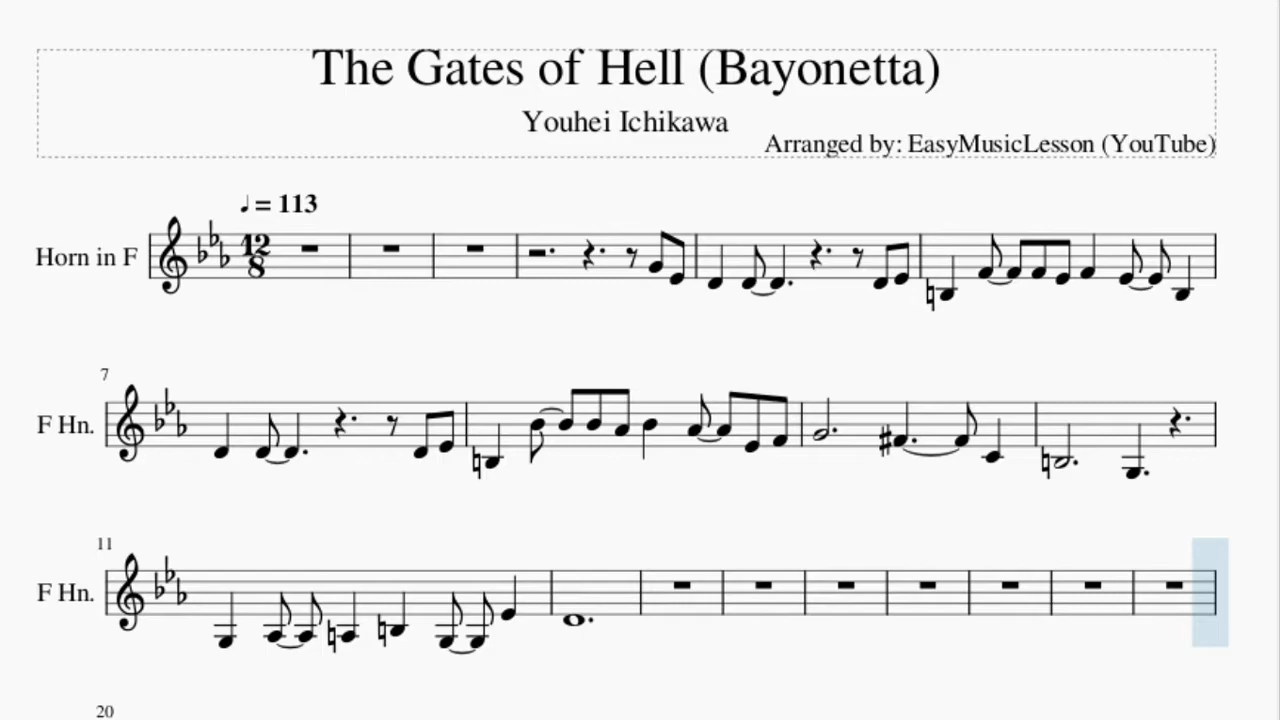 The Gates of Hell (Bayonetta)
Youhei Ichikawa
Arranged by: EasyMusicLesson (YouTube)
♩ = 113
Horn in F
12
8
7
F Hn.
11
F Hn.
20